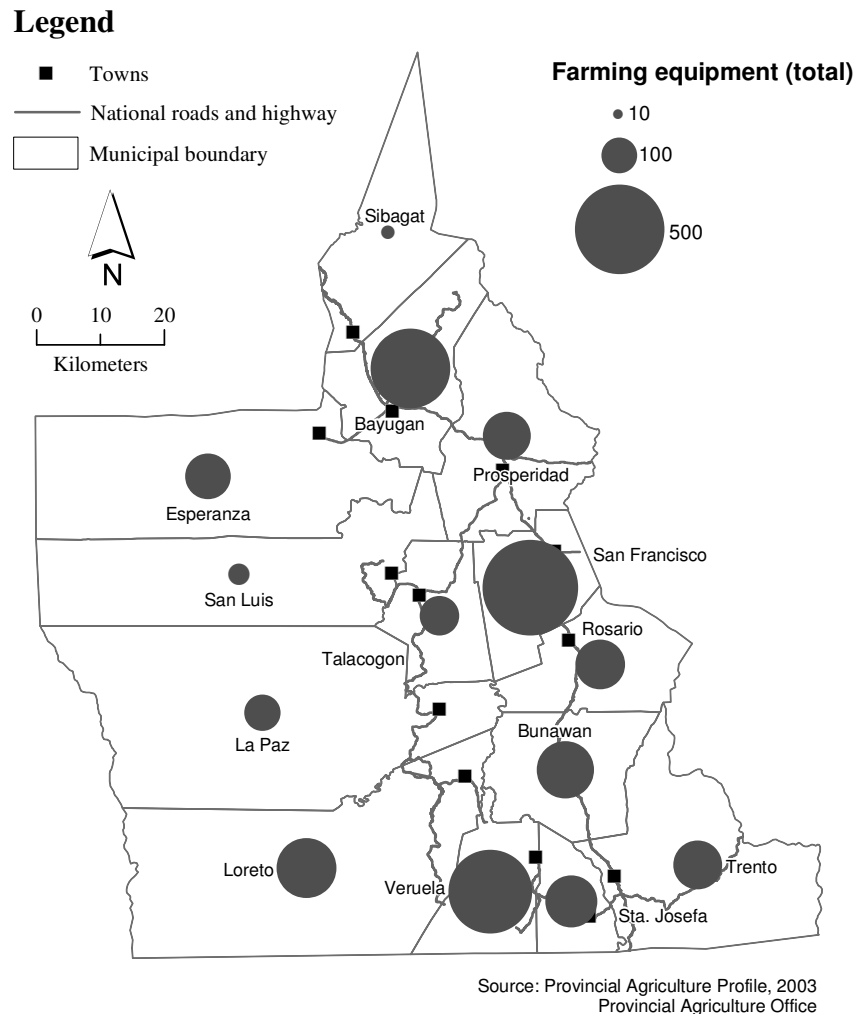 Legend
Towns
National roads and highway
Municipal boundary
N
0 10 20
Kilometers
Farming equipment (total)
10
100
500
Sibagat
Bayugan
Prosperidad
Esperanza
San Francisco
San Luis
Rosario
Talacogon
Bunawan
La Paz
Loreto
Veruela
Trento
Sta. Josefa
Source: Provincial Agriculture Profile, 2003
Provincial Agriculture Office